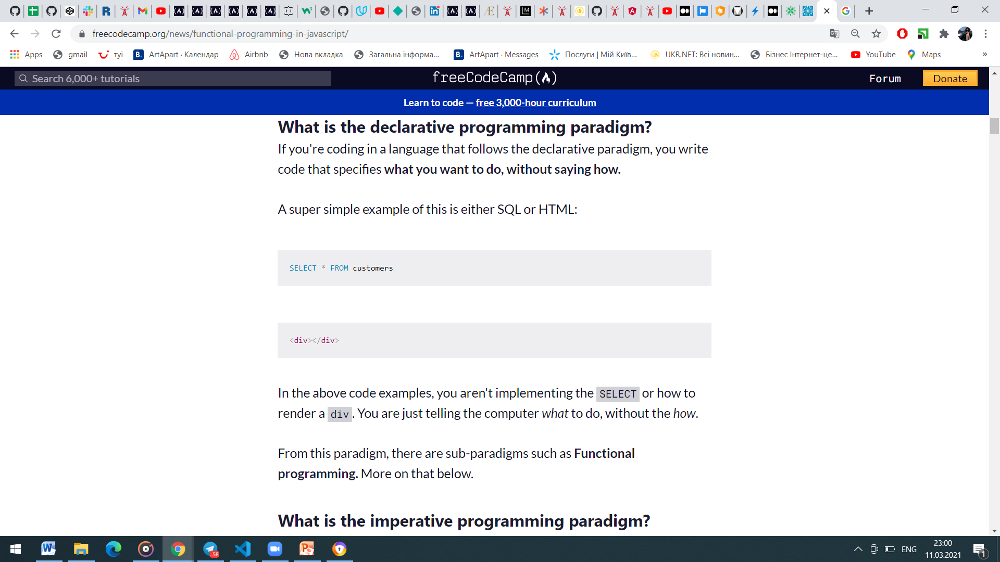 freecodecamp.org/news/functional-programming-in-javascript/
Apps gmail туі ArtApart · Календар Airbnb Нова вкладка Загальна інформа... ArtApart · Messages Послуги | Мій Київ... UKR.NET: Всі новин... Бізнес Інтернет-це... YouTube Maps »
Search 6,000+ tutorials freeCodeCamp Forum Donate
Learn to code — free 3,000-hour curriculum
What is the declarative programming paradigm?
If you're coding in a language that follows the declarative paradigm, you write
code that specifies what you want to do, without saying how.
A super simple example of this is either SQL or HTML:
SELECT * FROM customers
<div></div>
In the above code examples, you aren't implementing the SELECT or how to
render a div. You are just telling the computer what to do, without the how.
From this paradigm, there are sub-paradigms such as Functional
programming. More on that below.
What is the imperative programming paradigm?
ENG 23:00
11.03.2021 1